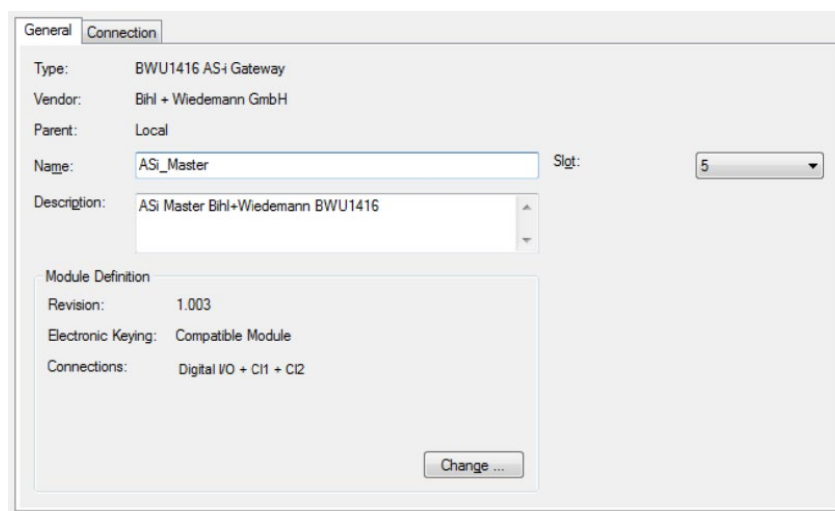 General Connection
Type: BWU1416 AS-i Gateway
Vendor: Bihl + Wiedemann GmbH
Parent: Local
Name: ASi_Master Slot: 5
Description: ASi Master Bihl+Wiedemann BWU1416
Module Definition
Revision: 1.003
Electronic Keying: Compatible Module
Connections: Digital I/O + CI1 + CI2
Change ...